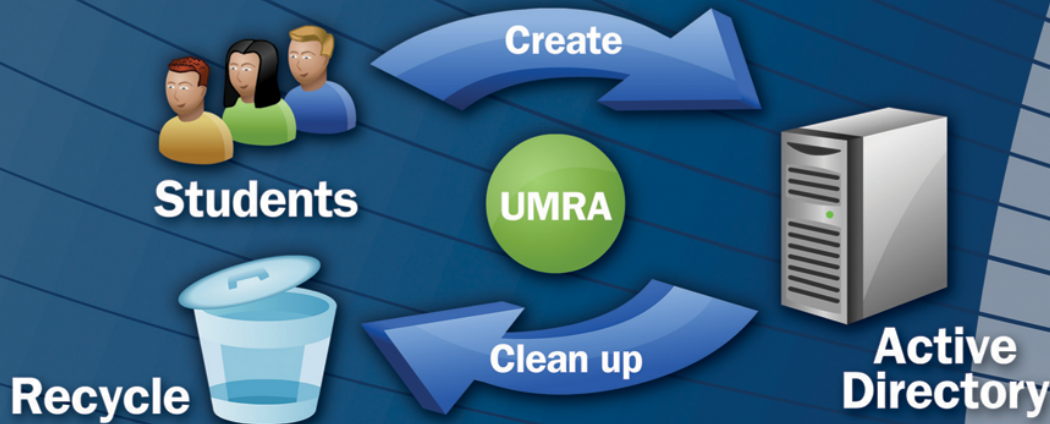 Create
Students
UMRA
Clean up
Recycle
Active
Directory